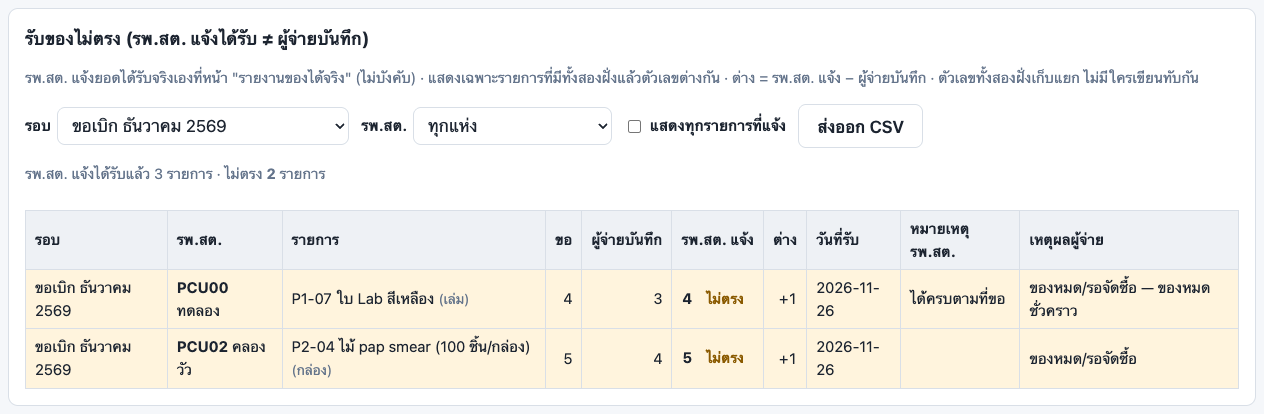 รับของไม่ตรง (รพ.สต. แจ้งได้รับ ≠ ผู้จ่ายบันทึก)
รพ.สต. แจ้งยอดได้รับจริงเองที่หน้า "รายงานของได้จริง" (ไม่บังคับ) · แสดงเฉพาะรายการที่มีทั้งสองฝั่งแล้วตัวเลขต่างกัน · ต่าง = รพ.สต. แจ้ง − ผู้จ่ายบันทึก · ตัวเลขทั้งสองฝั่งเก็บแยก ไม่มีใครเขียนทับกัน
รอบ ขอเบิก ธันวาคม 2569 รพ.สต. ทุกแห่ง แสดงทุกรายการที่แจ้ง ส่งออก CSV
รพ.สต. แจ้งได้รับแล้ว 3 รายการ · ไม่ตรง 2 รายการ
รอบ รพ.สต. รายการ ขอ ผู้จ่ายบันทึก รพ.สต. แจ้ง ต่าง วันที่รับ หมายเหตุ เหตุผลผู้จ่าย
รพ.สต.
ขอเบิก ธันวาคม PCU00 P1-07 ใบ Lab สีเหลือง (เล่ม) 4 3 4 ไม่ตรง +1 2026-11- ได้ครบตามที่ขอ ของหมด/รอจัดซื้อ — ของหมด
2569 ทดลอง 26 ชั่วคราว
ขอเบิก ธันวาคม PCU02 คลอง P2-04 ไม้ pap smear (100 ชิ้น/กล่อง) 5 4 5 ไม่ตรง +1 2026-11- ของหมด/รอจัดซื้อ
2569 วัว (กล่อง) 26